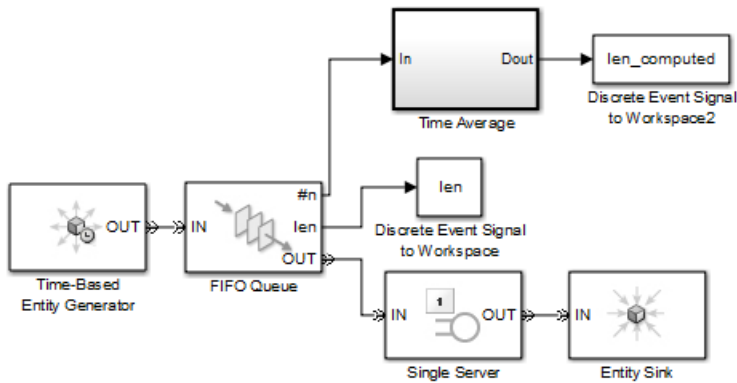 In
Dout
len_computed
Time Average
Discrete Event Signal
to Workspace2
#n
len
OUT
IN
OUT
len
Discrete Event Signal
to Workspace
Time-Based
Entity Generator
FIFO Queue
IN
1
OUT
IN
Single Server
Entity Sink